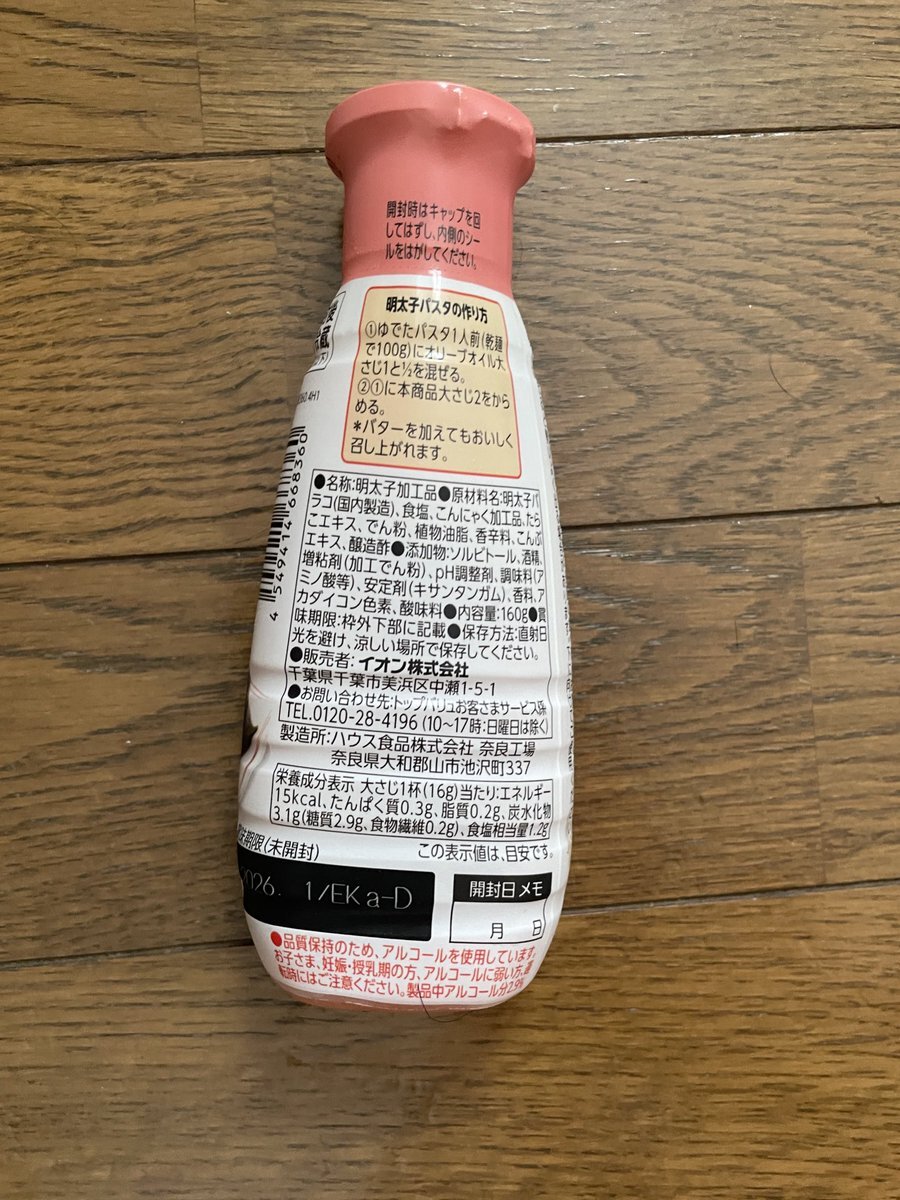 開封時はキャップを回
してはずし、内側のシー
ルをはがしてください。
明太子パスタの作り方
①ゆでたパスタ1人前(乾麺
で100g)にオリーブオイル大
さじ1と½を混ぜる。
②①に本商品大さじ2をから
める。
*バターを加えてもおいしく
召し上がれます。
4H1
4 549414 668360
●名称:明太子加工品●原材料名:明太子(バ
ラコ(国内製造)、食塩、こんにゃく加工品、たら
こエキス、でん粉、植物油脂、香辛料、こんぶ
エキス、醸造酢●添加物:ソルビトール、酒精、
増粘剤(加工でん粉)、pH調整剤、調味料(ア
ミノ酸等)、安定剤(キサンタンガム)、香料、ア
カダイコン色素、酸味料●内容量:160g●賞
味期限:枠外下部に記載●保存方法:直射日
光を避け、涼しい場所で保存してください。
●販売者:イオン株式会社
千葉県千葉市美浜区中瀬1-5-1
●お問い合わせ先:トップバリュお客さまサービス係
TEL.0120-28-4196(10〜17時:日曜日は除く)
製造所:ハウス食品株式会社 奈良工場
奈良県大和郡山市池沢町337
栄養成分表示 大さじ1杯(16g)当たり:エネルギー
15kcal、たんぱく質0.3g、脂質0.2g、炭水化物
3.1g(糖質2.9g、食物繊維0.2g)、食塩相当量1.2g
味期限(未開封)
この表示値は、目安です。
026. 1/EK a-D
開封日メモ
月 日
●品質保持のため、アルコールを使用しています。
お子さま、妊娠・授乳期の方、アルコールに弱い方、運
転時にはご注意ください。製品中アルコール分2.9%